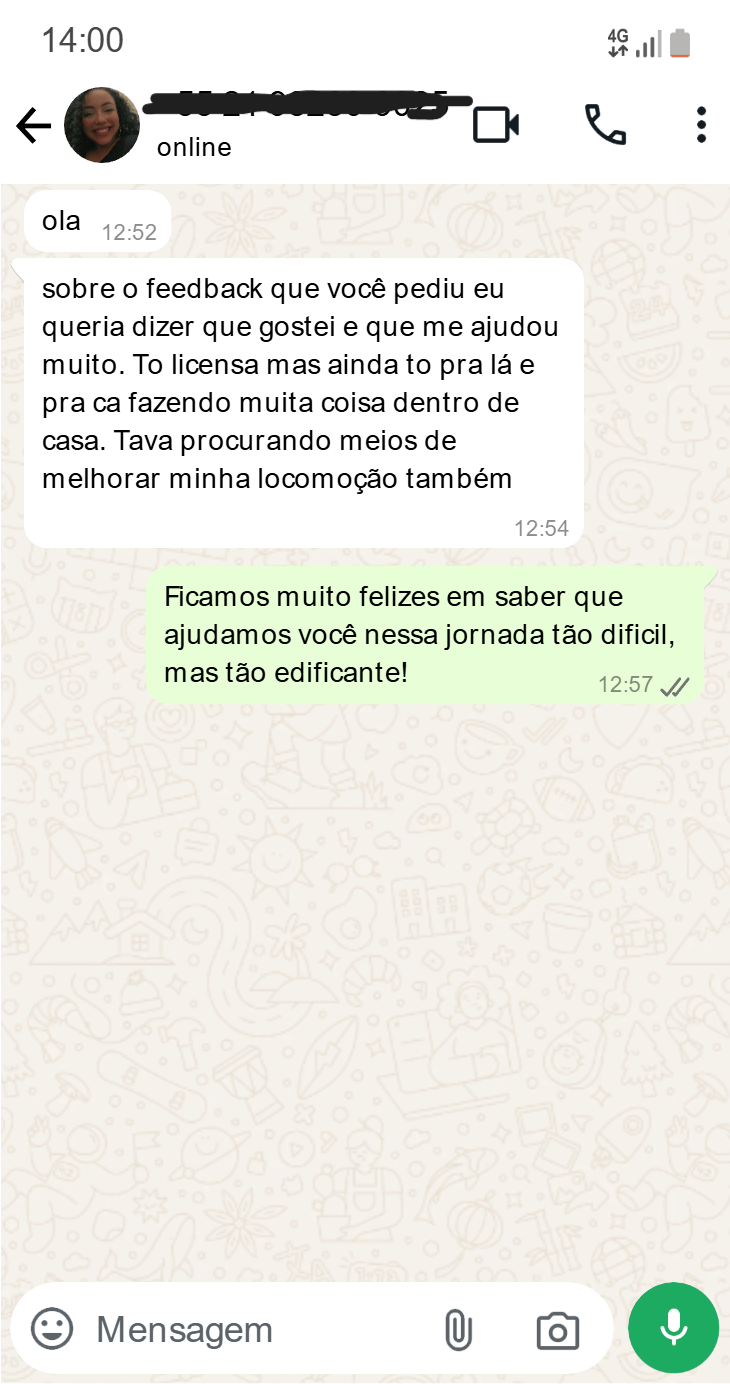 14:00
4G
online
ola
12:52
sobre o feedback que você pediu eu
queria dizer que gostei e que me ajudou
muito. To licensa mas ainda to pra lá e
pra ca fazendo muita coisa dentro de
casa. Tava procurando meios de
melhorar minha locomoção também
12:54
Ficamos muito felizes em saber que
ajudamos você nessa jornada tão dificil,
mas tão edificante!
12:57
Mensagem